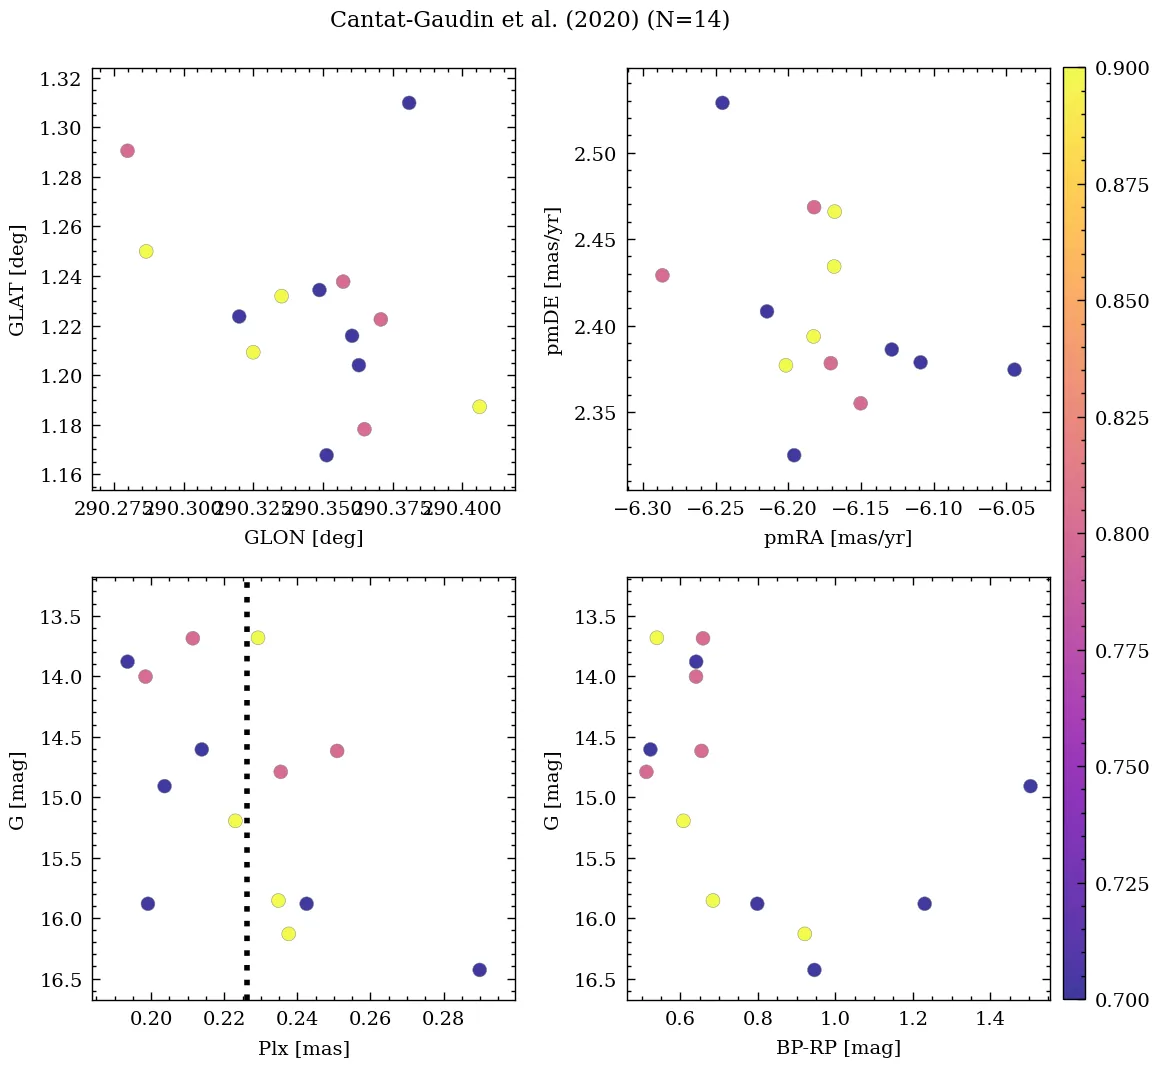 Cantat-Gaudin et al. (2020) (N=14)
1.32
1.30
1.28
1.26
1.24
1.22
1.20
1.18
1.16
GLAT [deg]
290.275 290.300 290.325 290.350 290.375 290.400
GLON [deg]
2.50
2.45
2.40
2.35
pmDE [mas/yr]
−6.30 −6.25 −6.20 −6.15 −6.10 −6.05
pmRA [mas/yr]
13.5
14.0
14.5
15.0
15.5
16.0
16.5
G [mag]
0.20 0.22 0.24 0.26 0.28
Plx [mas]
13.5
14.0
14.5
15.0
15.5
16.0
16.5
G [mag]
0.6 0.8 1.0 1.2 1.4
BP-RP [mag]
0.900
0.875
0.850
0.825
0.800
0.775
0.750
0.725
0.700